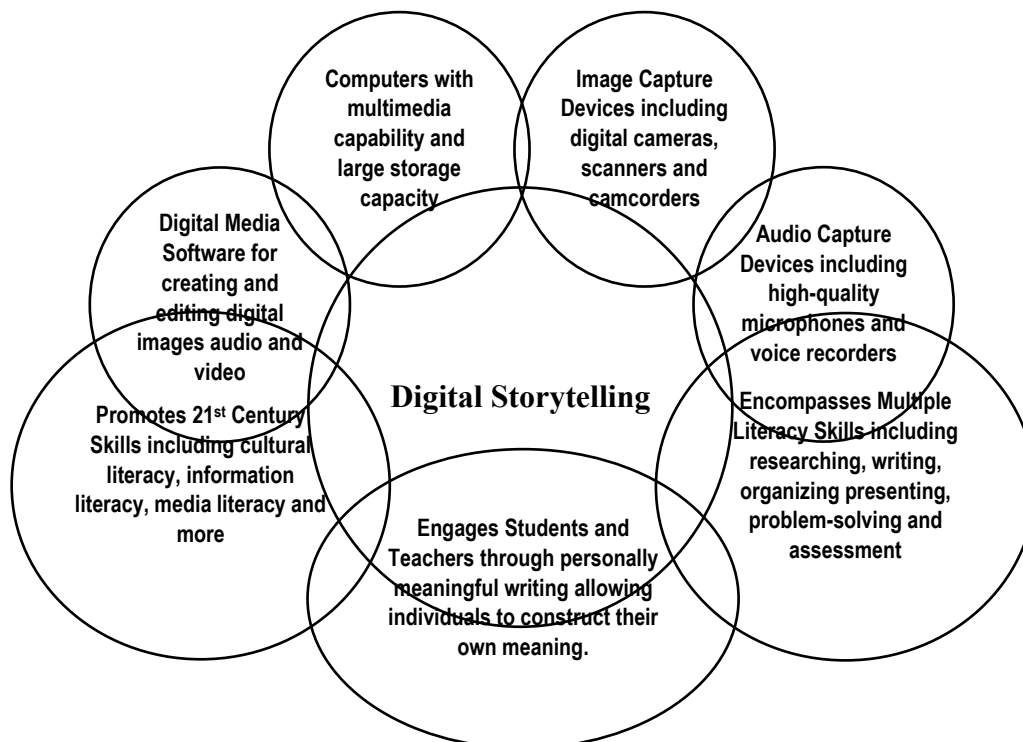 Computers with
multimedia
capability and
large storage
capacity
Image Capture
Devices including
digital cameras,
scanners and
camcorders
Digital Media
Software for
creating and
editing digital
images audio and
video
Audio Capture
Devices including
high-quality
microphones and
voice recorders
Digital Storytelling
Promotes 21st Century
Skills including cultural
literacy, information
literacy, media literacy and
more
Encompasses Multiple
Literacy Skills including
researching, writing,
organizing presenting,
problem-solving and
assessment
Engages Students and
Teachers through personally
meaningful writing allowing
individuals to construct their
own meaning.